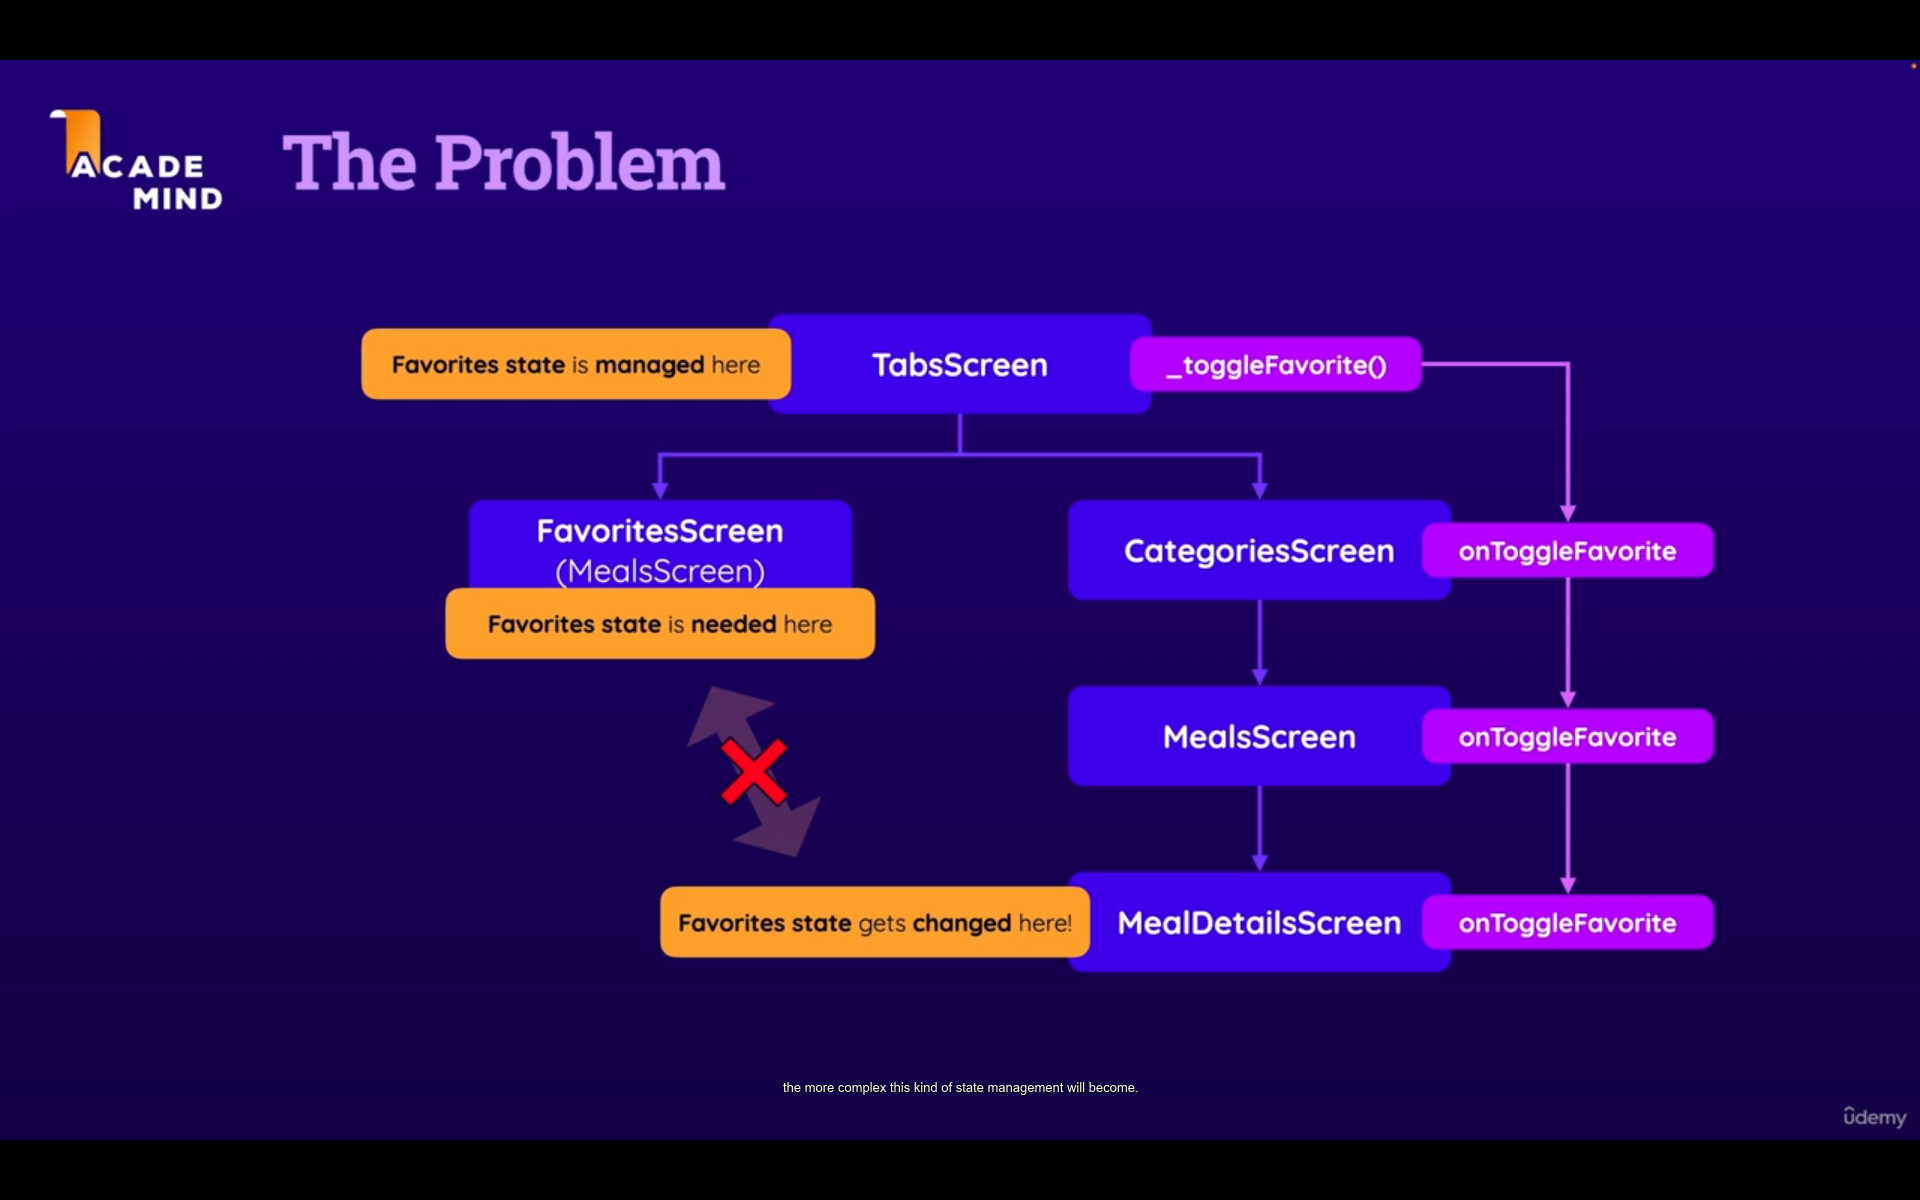 ACADE
MIND
The Problem
Favorites state is managed here
TabsScreen
_toggleFavorite()
FavoritesScreen
(MealsScreen)
Favorites state is needed here
CategoriesScreen
onToggleFavorite
MealsScreen
onToggleFavorite
Favorites state gets changed here!
MealDetailsScreen
onToggleFavorite
the more complex this kind of state management will become.
ûdemy